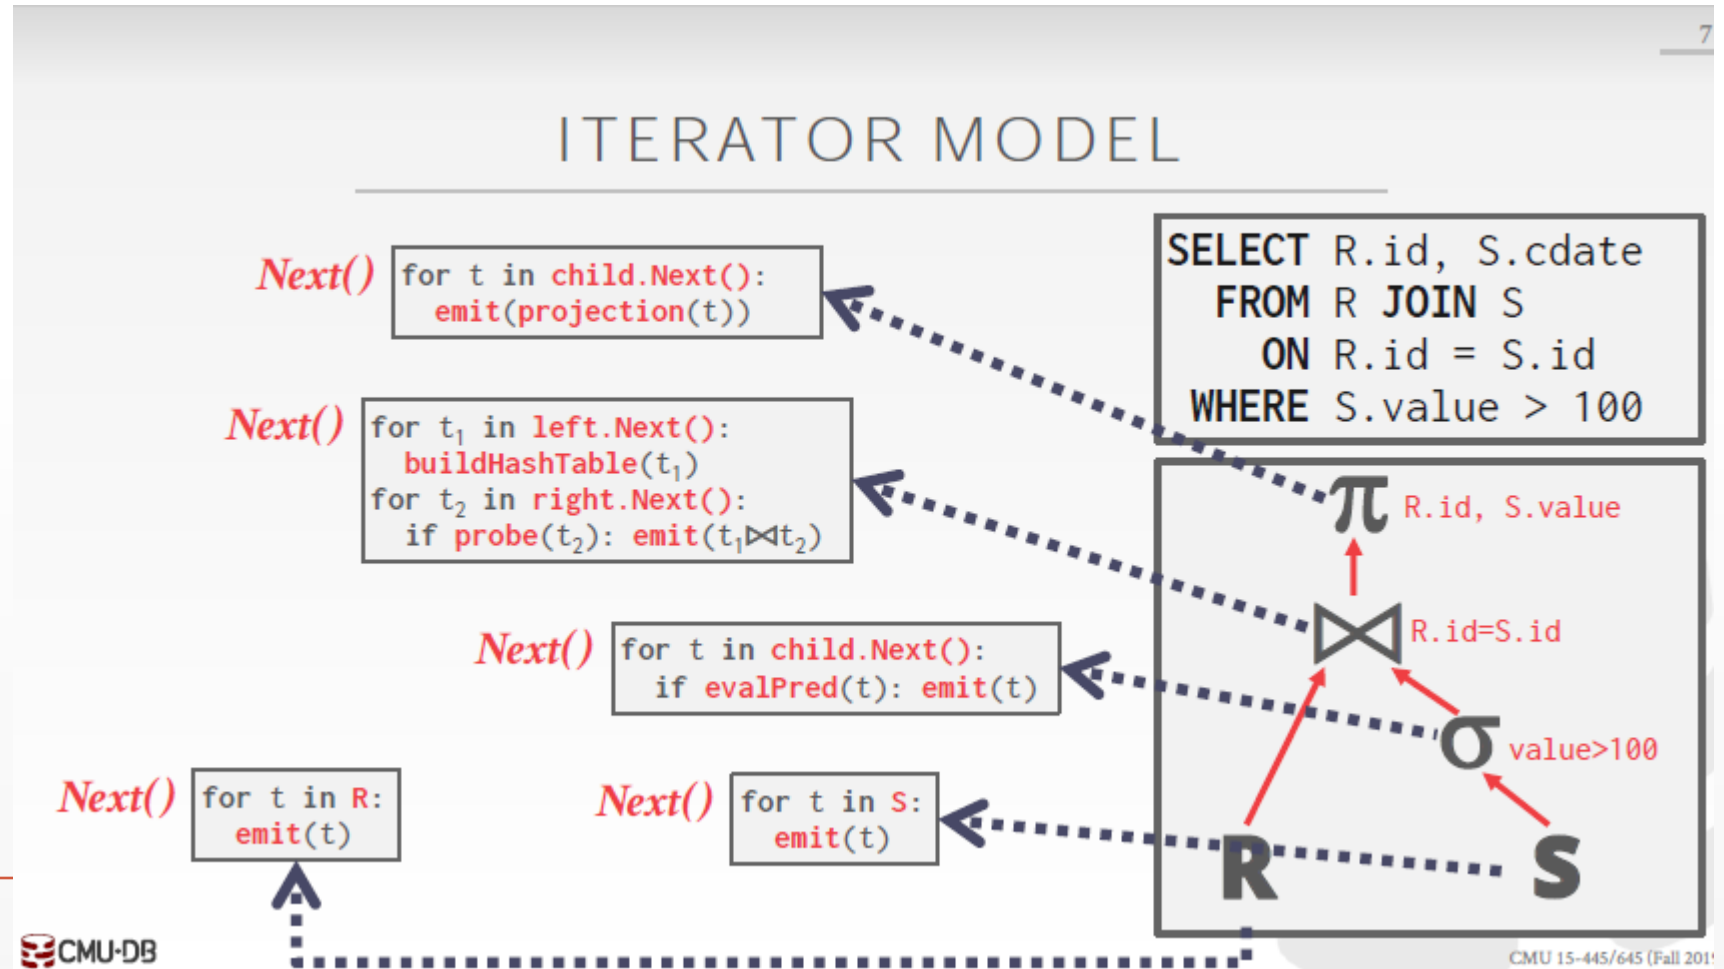 7
ITERATOR MODEL
Next()
for t in child.Next():
emit(projection(t))
Next()
for t₁ in left.Next():
buildHashTable(t₁)
for t₂ in right.Next():
if probe(t₂): emit(t₁⨝t₂)
Next()
for t in child.Next():
if evalPred(t): emit(t)
Next()
for t in R:
emit(t)
Next()
for t in S:
emit(t)
SELECT R.id, S.cdate
FROM R JOIN S
ON R.id = S.id
WHERE S.value > 100
π R.id, S.value
⨝ R.id=S.id
σ value>100
R S
CMU·DB
CMU 15-445/645 (Fall 2019